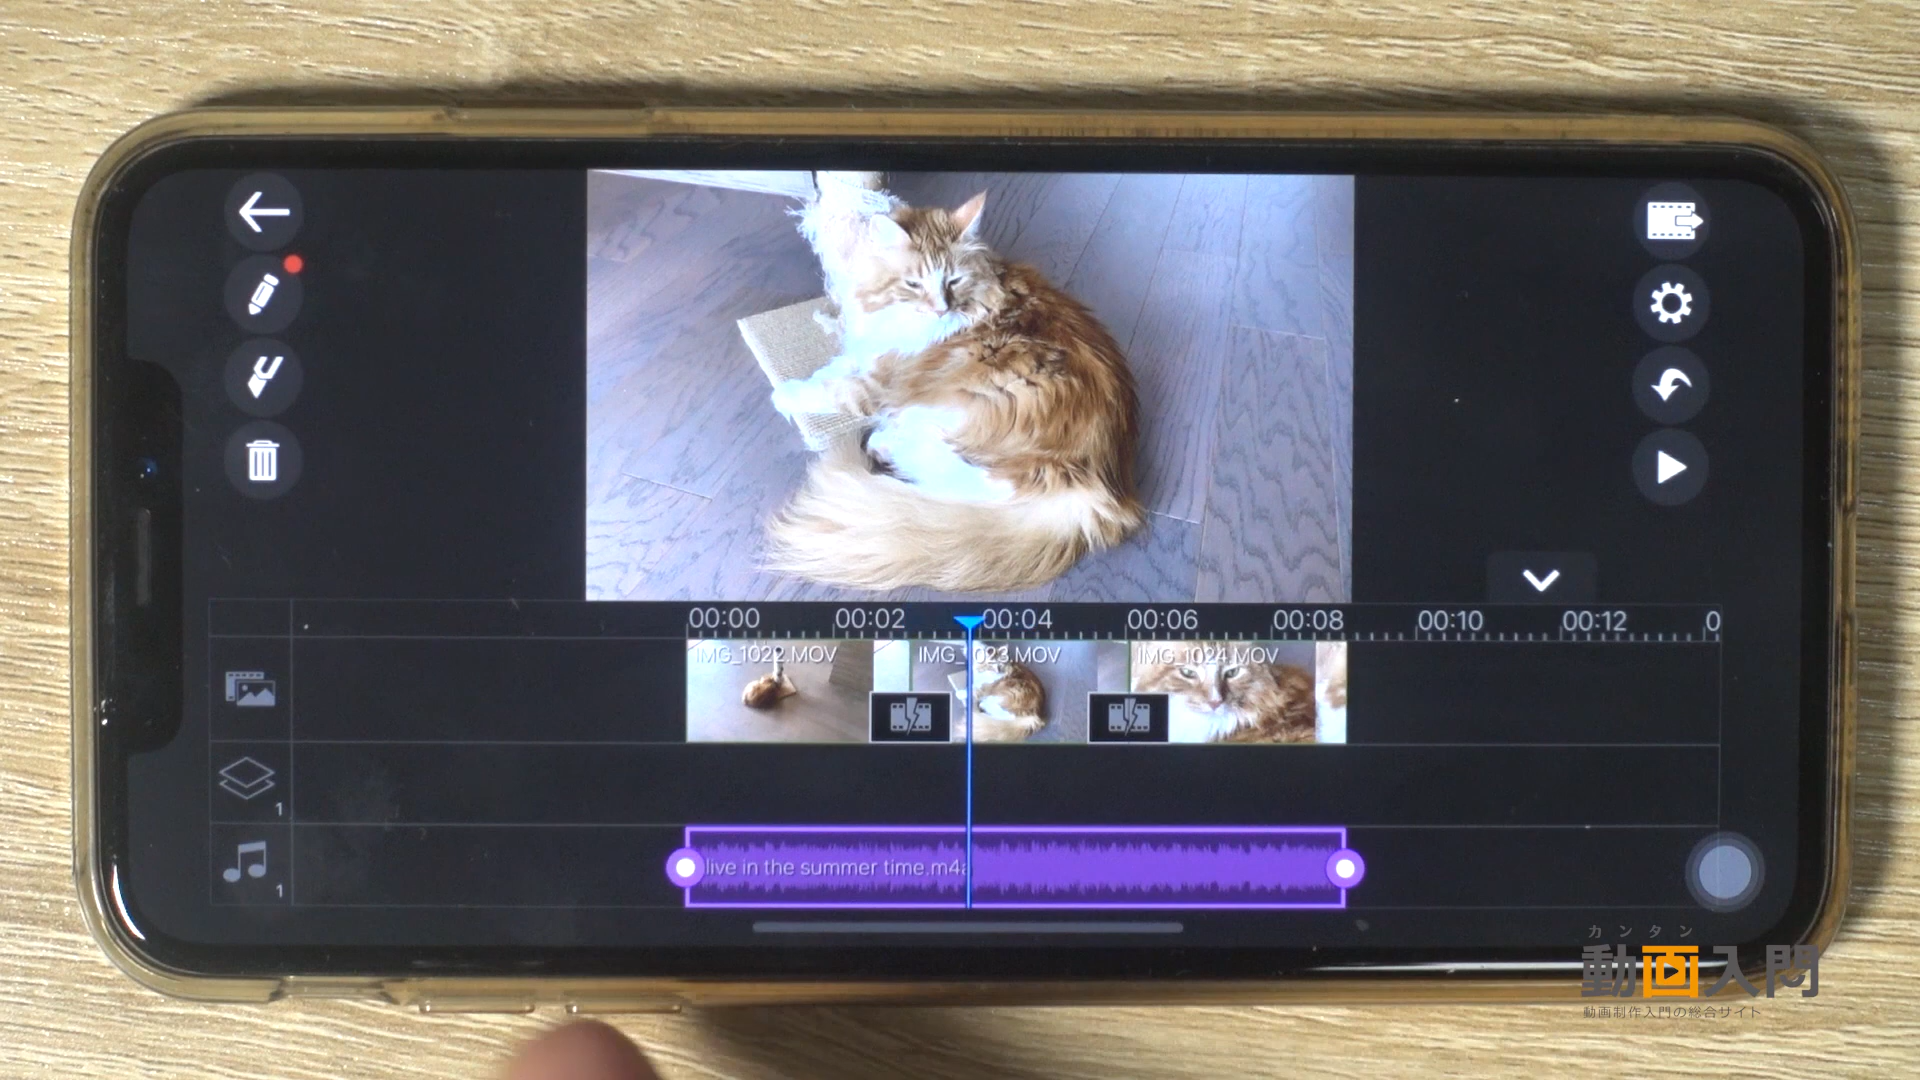 00:00 00:02 00:04 00:06 00:08 00:10 00:12 0
IMG_1022.MOV IMG_1023.MOV IMG_1024.MOV
1
live in the summer time.m4a
1
カンタン
動画入門
動画制作入門の総合サイト